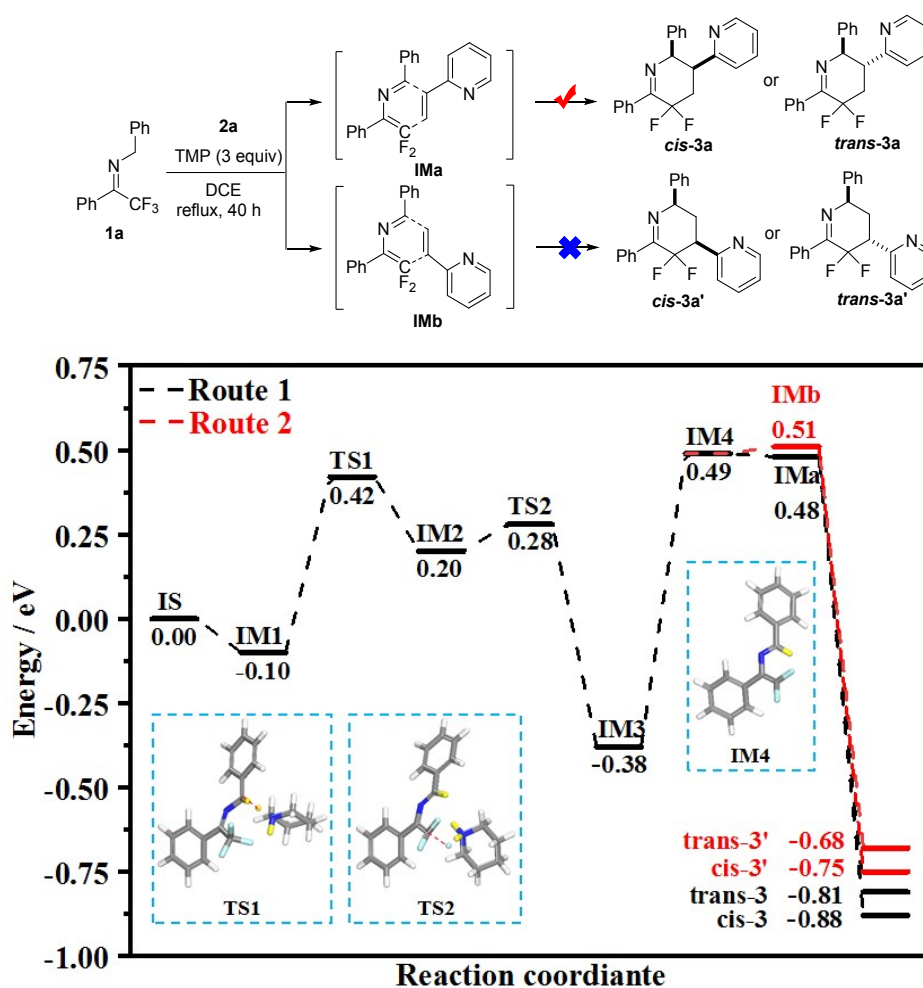 Ph
N
Ph
CF3
1a
2a
TMP (3 equiv)
DCE
reflux, 40 h
Ph
N
N
Ph
F2
IMa
Ph
N
Ph
F2
N
IMb
Ph
N
N
Ph
F F
cis-3a
or
Ph
N
N
Ph
F F
trans-3a
Ph
N
Ph
F F
N
cis-3a'
or
Ph
N
Ph
F F
N
trans-3a'
Energy / eV
0.75
0.50
0.25
0.00
-0.25
-0.50
-0.75
-1.00
Route 1
Route 2
IS
0.00
IM1
-0.10
TS1
0.42
IM2
0.20
TS2
0.28
IM3
-0.38
IM4
0.49
IMb
0.51
IMa
0.48
TS1
TS2
IM4
trans-3' -0.68
cis-3' -0.75
trans-3 -0.81
cis-3 -0.88
Reaction coordiante